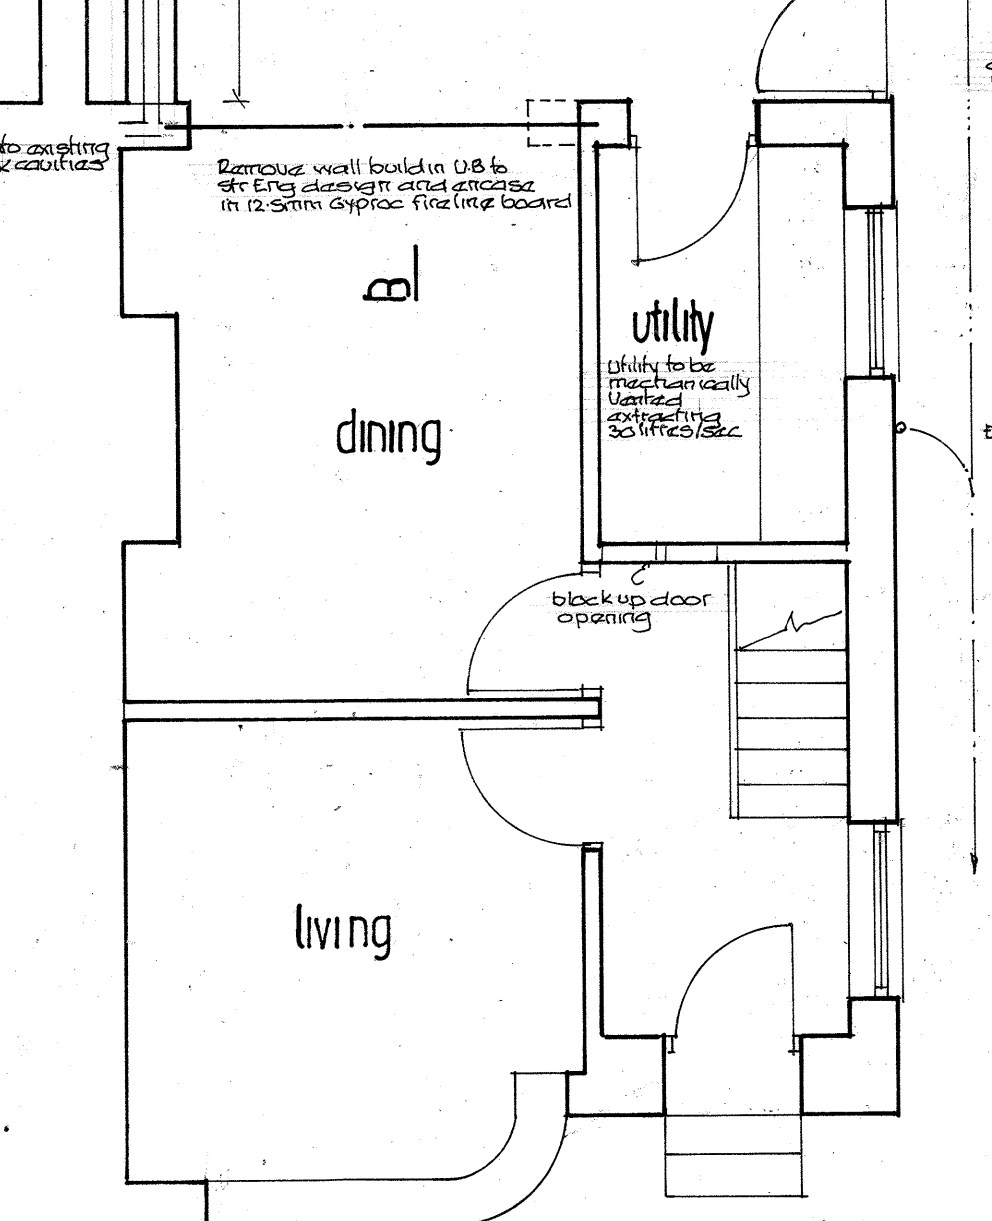 to existing
cavities
Remove wall build in U.B to
str Eng design and encase
in 12.5mm Gyproc fireline board
B
utility
Utility to be
mechanically
Vented
extracting
30 litres/sec
dining
block up door
opening
living